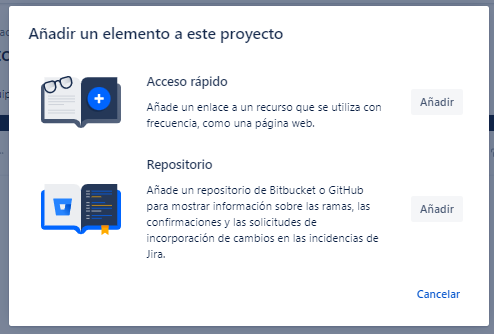 Añadir un elemento a este proyecto
Acceso rápido
Añade un enlace a un recurso que se utiliza con
frecuencia, como una página web.
Añadir
Repositorio
Añade un repositorio de Bitbucket o GitHub
para mostrar información sobre las ramas, las
confirmaciones y las solicitudes de
incorporación de cambios en las incidencias de
Jira.
Añadir
Cancelar